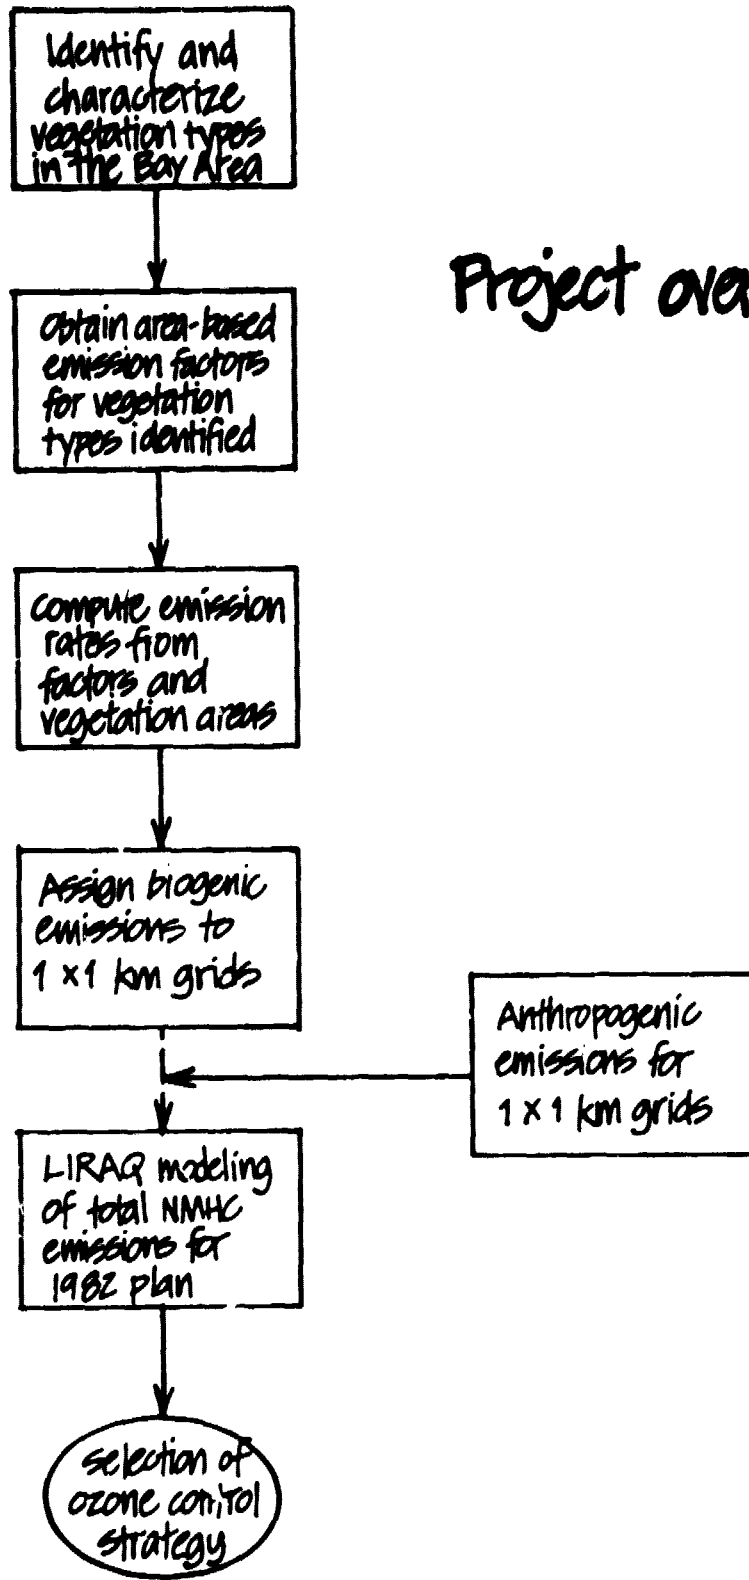 Identify and
characterize
vegetation types
in the Bay Area
Project over
Obtain area-based
emission factors
for vegetation
types identified
Compute emission
rates from
factors and
vegetation areas
Assign biogenic
emissions to
1 x 1 km grids
Anthropogenic
emissions for
1 x 1 km grids
LIRAQ modeling
of total NMHC
emissions for
1982 plan
Selection of
ozone control
strategy